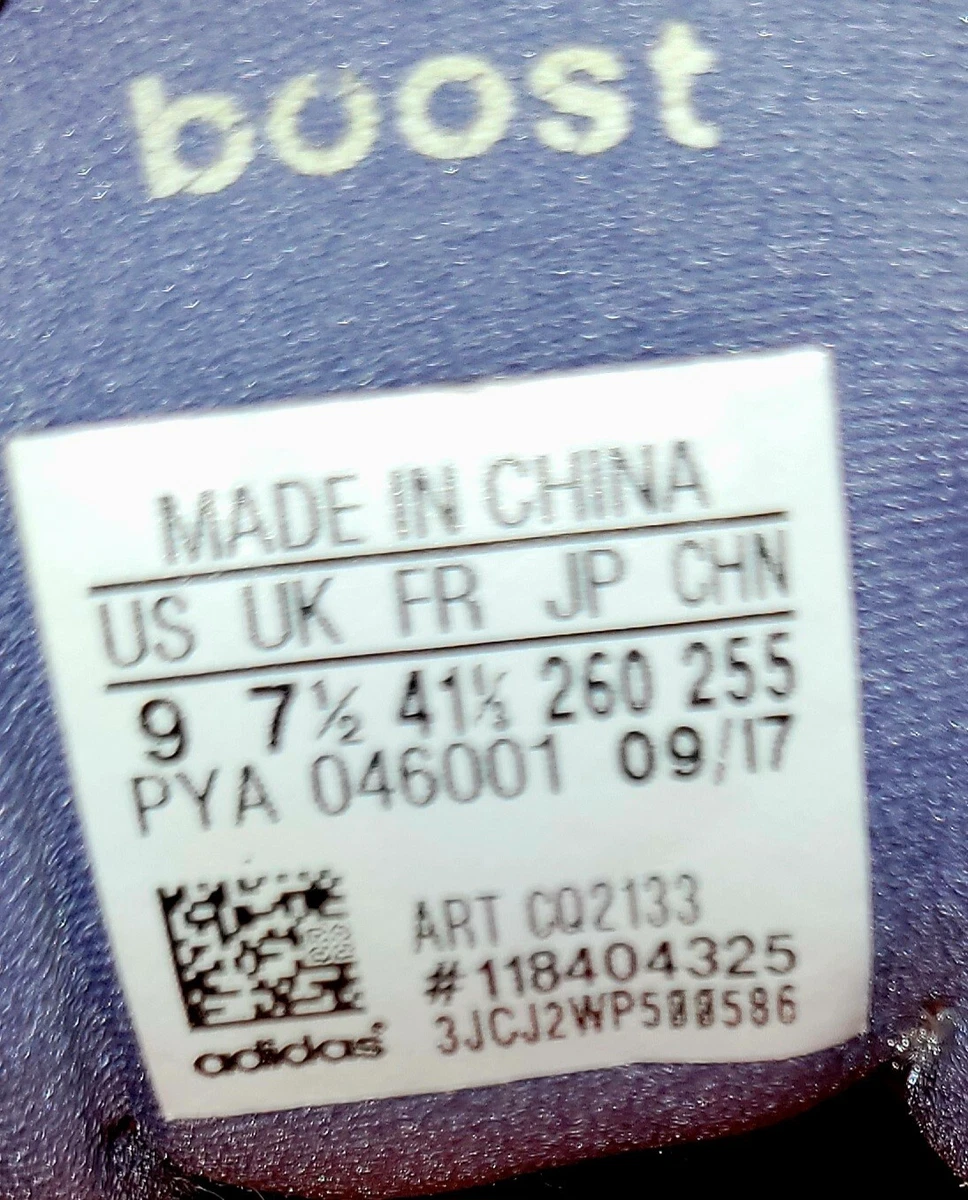 boost
MADE IN CHINA
US UK FR JP CHN
9 7½ 41⅓ 260 255
PYA 046001 09/17
ART CQ2133
#118404325
3JCJ2WP500586
adidas